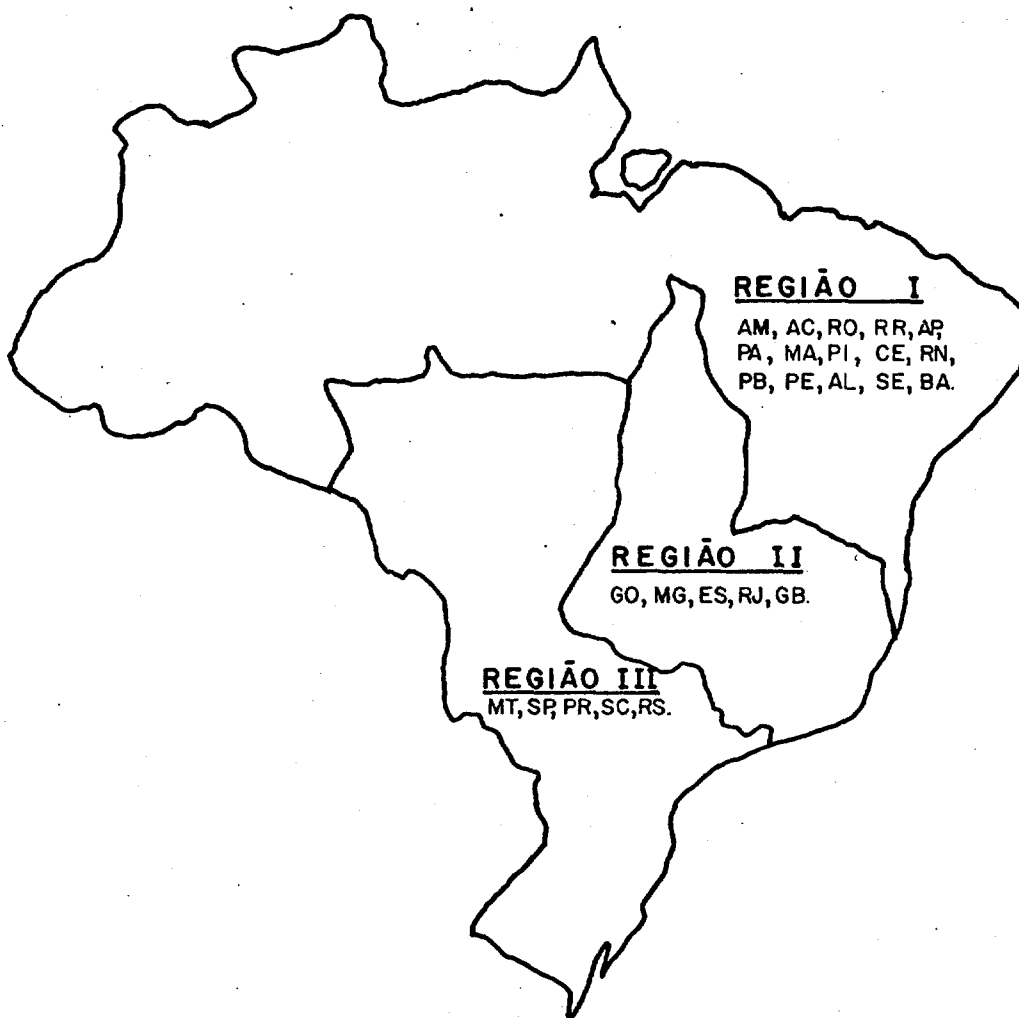 REGIÃO I
AM, AC, RO, RR, AP,
PA, MA, PI, CE, RN,
PB, PE, AL, SE, BA.
REGIÃO II
GO, MG, ES, RJ, GB.
REGIÃO III
MT, SP, PR, SC, RS.